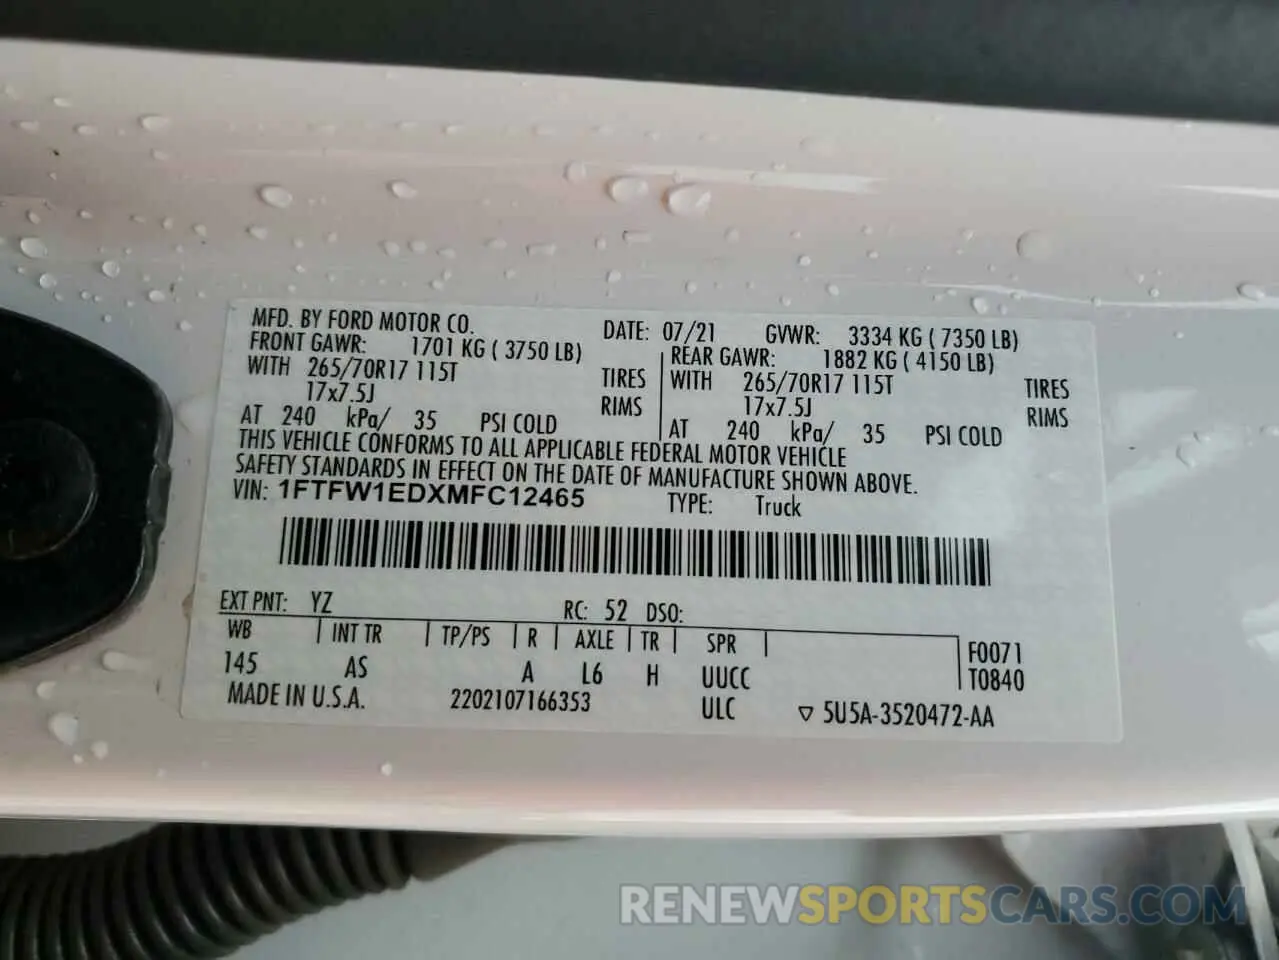 MFD. BY FORD MOTOR CO. DATE: 07/21 GVWR: 3334 KG ( 7350 LB)
FRONT GAWR: 1701 KG ( 3750 LB) REAR GAWR: 1882 KG ( 4150 LB)
WITH 265/70R17 115T TIRES WITH 265/70R17 115T TIRES
17x7.5J RIMS 17x7.5J RIMS
AT 240 kPa/ 35 PSI COLD AT 240 kPa/ 35 PSI COLD
THIS VEHICLE CONFORMS TO ALL APPLICABLE FEDERAL MOTOR VEHICLE
SAFETY STANDARDS IN EFFECT ON THE DATE OF MANUFACTURE SHOWN ABOVE.
VIN: 1FTFW1EDXMFC12465 TYPE: Truck
EXT PNT: YZ RC: 52 DSO:
WB INT TR TP/PS R AXLE TR SPR F0071
145 AS A L6 H UUCC T0840
MADE IN U.S.A. 2202107166353 ULC ▽ 5U5A-3520472-AA
RENEWSPORTSCARS.COM